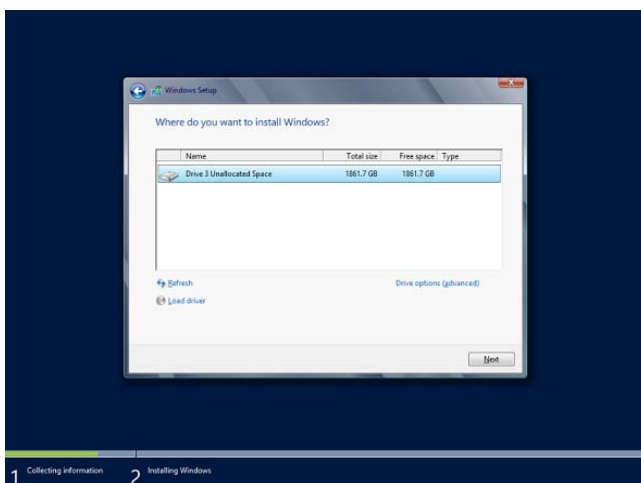 Windows Setup
Where do you want to install Windows?
Name Total size Free space Type
Drive 3 Unallocated Space 1861.7 GB 1861.7 GB
Refresh Drive options (advanced)
Load driver
Next
1 Collecting information 2 Installing Windows